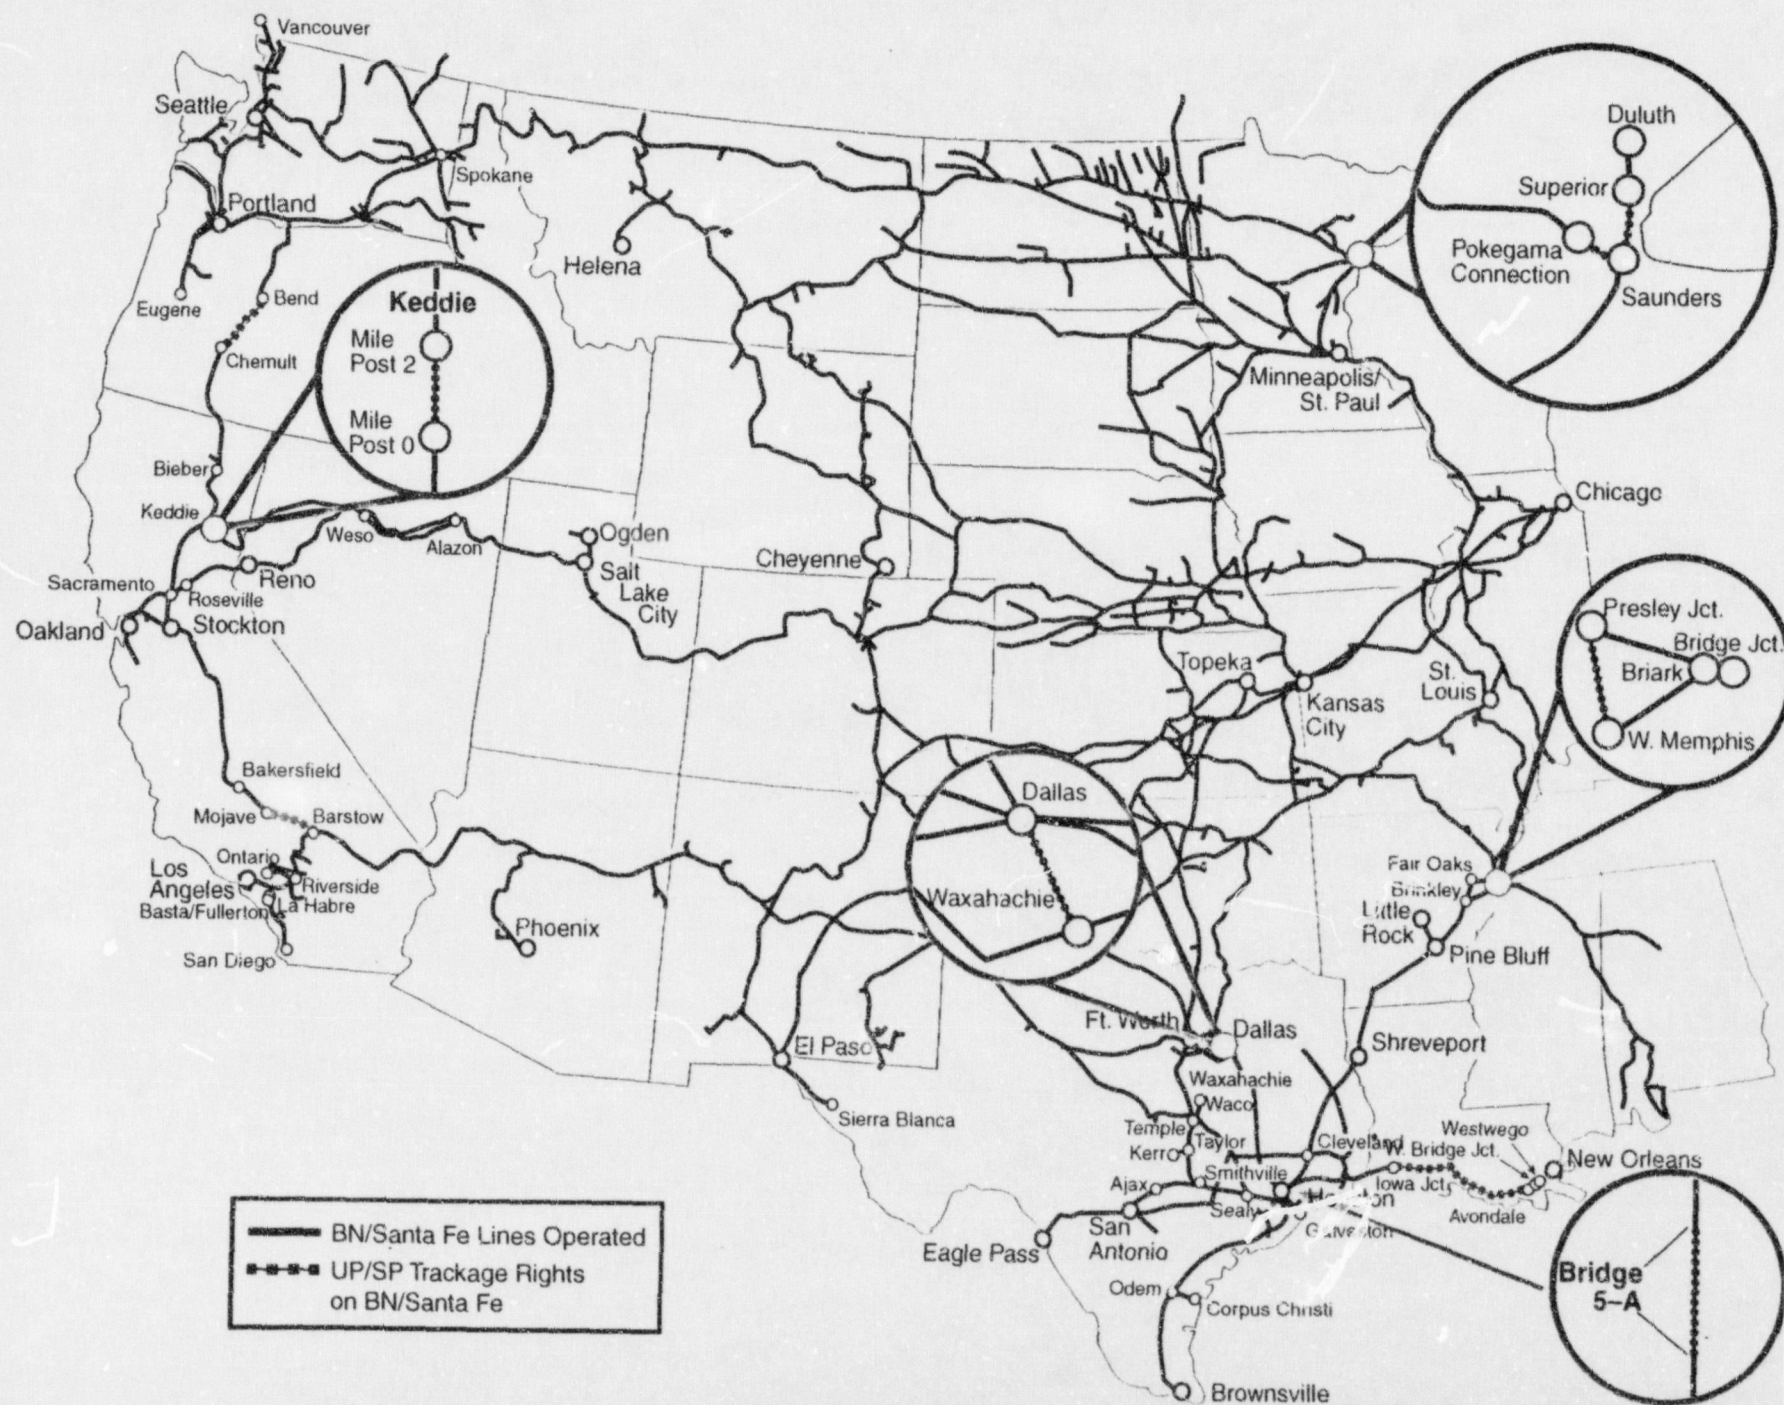 Vancouver
Seattle
Spokane
Portland
Helena
Eugene
Bend
Chemult
Keddie
Mile
Post 2
Mile
Post 0
Bieber
Keddie
Weso
Alazon
Ogden
Salt
Lake
City
Reno
Sacramento
Roseville
Oakland
Stockton
Cheyenne
Minneapolis/
St. Paul
Duluth
Superior
Pokegama
Connection
Saunders
Chicago
Topeka
Kansas
City
St.
Louis
Presley Jct.
Bridge Jct.
Briark
W. Memphis
Bakersfield
Mojave
Barstow
Ontario
Los
Angeles
Riverside
La Habre
Basta/Fullerton
San Diego
Phoenix
Dallas
Waxahachie
Fair Oaks
Brinkley
Little
Rock
Pine Bluff
El Paso
Sierra Blanca
Ft. Worth
Dallas
Shreveport
Waxahachie
Waco
Temple
Taylor
Kerr
Cleveland
W. Bridge Jct.
Westwego
New Orleans
Smithville
Ajax
Sealy
Houston
Iowa Jct.
Avondale
Galveston
San
Antonio
Eagle Pass
Odem
Corpus Christi
Brownsville
Bridge
5-A
BN/Santa Fe Lines Operated
UP/SP Trackage Rights
on BN/Santa Fe